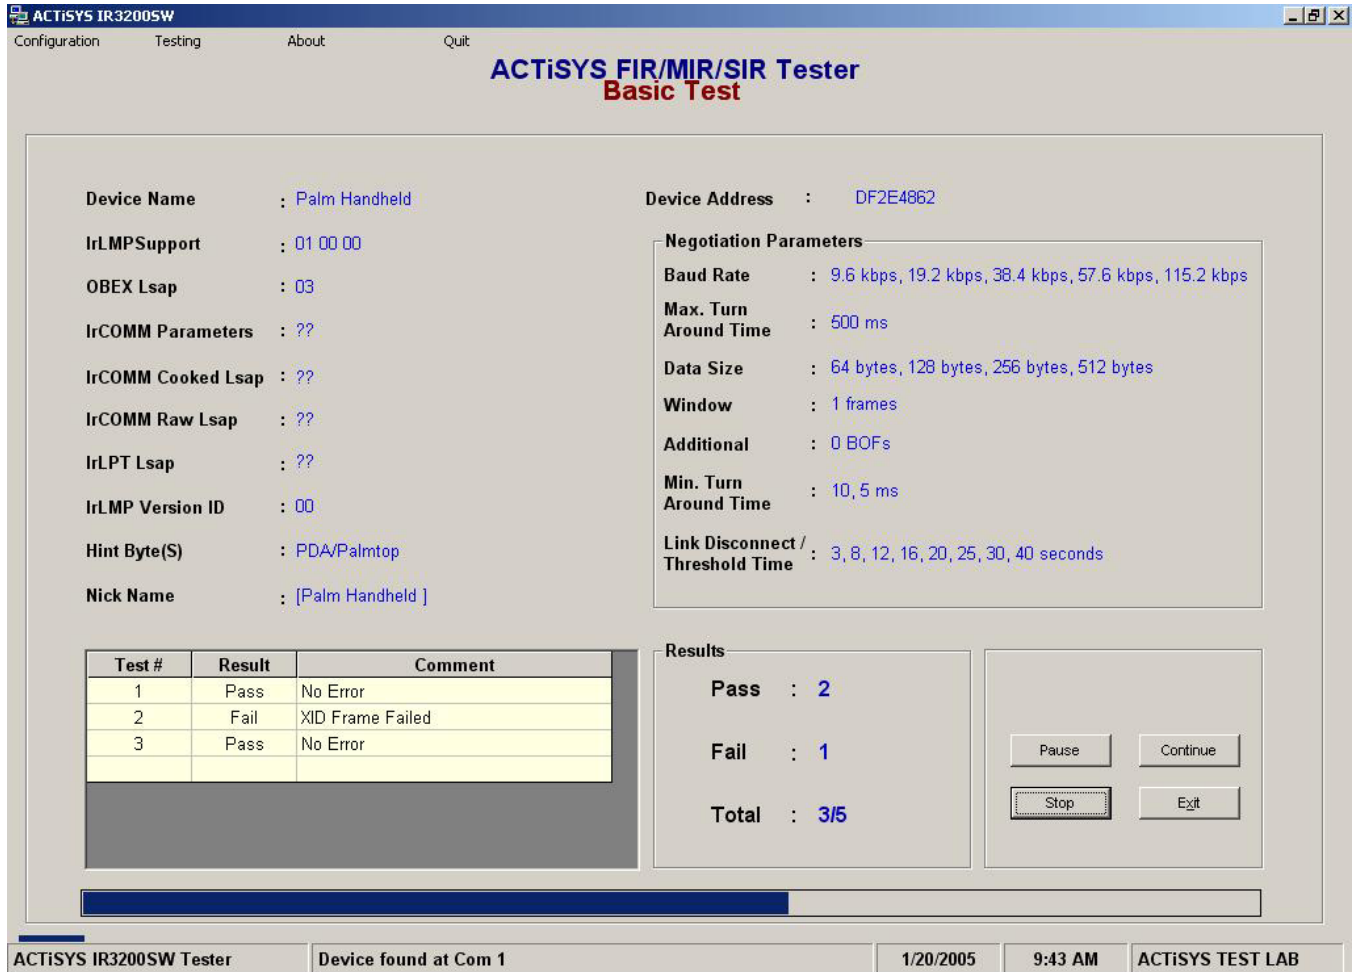 ACTiSYS IR3200SW
Configuration Testing About Quit
ACTiSYS FIR/MIR/SIR Tester
Basic Test
Device Name : Palm Handheld
IrLMPSupport : 01 00 00
OBEX Lsap : 03
IrCOMM Parameters : ??
IrCOMM Cooked Lsap : ??
IrCOMM Raw Lsap : ??
IrLPT Lsap : ??
IrLMP Version ID : 00
Hint Byte(S) : PDA/Palmtop
Nick Name : [Palm Handheld ]
Device Address : DF2E4862
Negotiation Parameters
Baud Rate : 9.6 kbps, 19.2 kbps, 38.4 kbps, 57.6 kbps, 115.2 kbps
Max. Turn
Around Time : 500 ms
Data Size : 64 bytes, 128 bytes, 256 bytes, 512 bytes
Window : 1 frames
Additional : 0 BOFs
Min. Turn
Around Time : 10, 5 ms
Link Disconnect /
Threshold Time : 3, 8, 12, 16, 20, 25, 30, 40 seconds
Test # Result Comment
1 Pass No Error
2 Fail XID Frame Failed
3 Pass No Error
Results
Pass : 2
Fail : 1
Total : 3/5
Pause Continue
Stop Exit
ACTiSYS IR3200SW Tester Device found at Com 1 1/20/2005 9:43 AM ACTiSYS TEST LAB